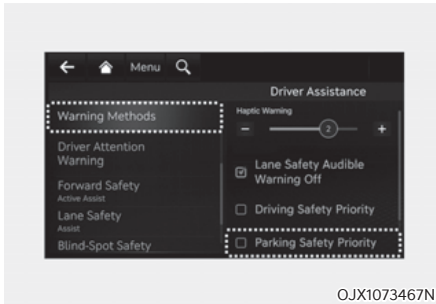 Menu
Driver Assistance
Warning Methods
Driver Attention
Warning
Forward Safety
Active Assist
Lane Safety
Assist
Blind-Spot Safety
Haptic Warning
2
Lane Safety Audible
Warning Off
Driving Safety Priority
Parking Safety Priority
OJX1073467N